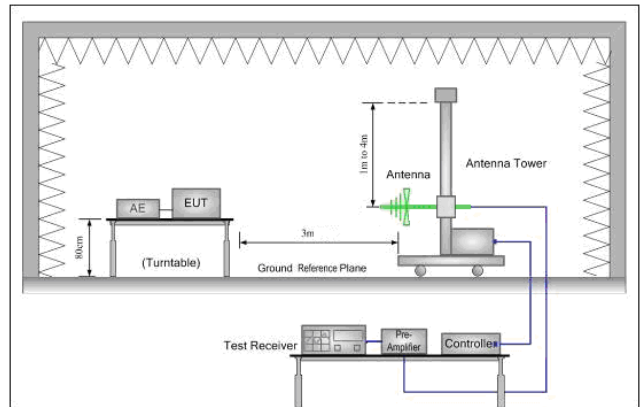 1m to 4m
Antenna
Antenna Tower
AE
EUT
80cm
(Turntable)
3m
Ground Reference Plane
Test Receiver
Pre-
Amplifier
Controller